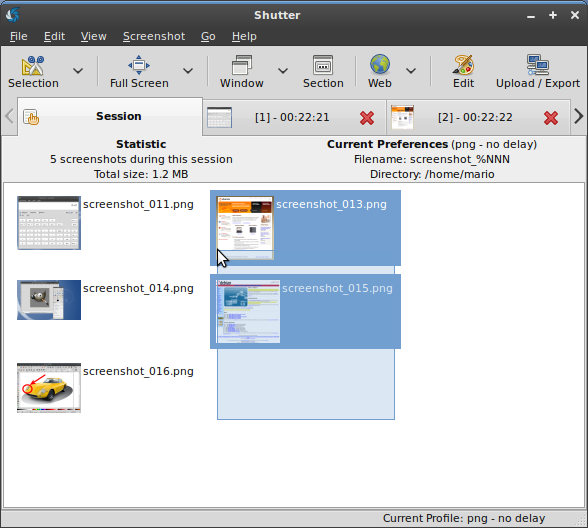 Shutter
File Edit View Screenshot Go Help
Selection Full Screen Window Section Web Edit Upload / Export
Session [1] - 00:22:21 [2] - 00:22:22
Statistic
5 screenshots during this session
Total size: 1.2 MB
Current Preferences (png - no delay)
Filename: screenshot_%NNN
Directory: /home/mario
screenshot_011.png screenshot_013.png
screenshot_014.png screenshot_015.png
screenshot_016.png
Current Profile: png - no delay